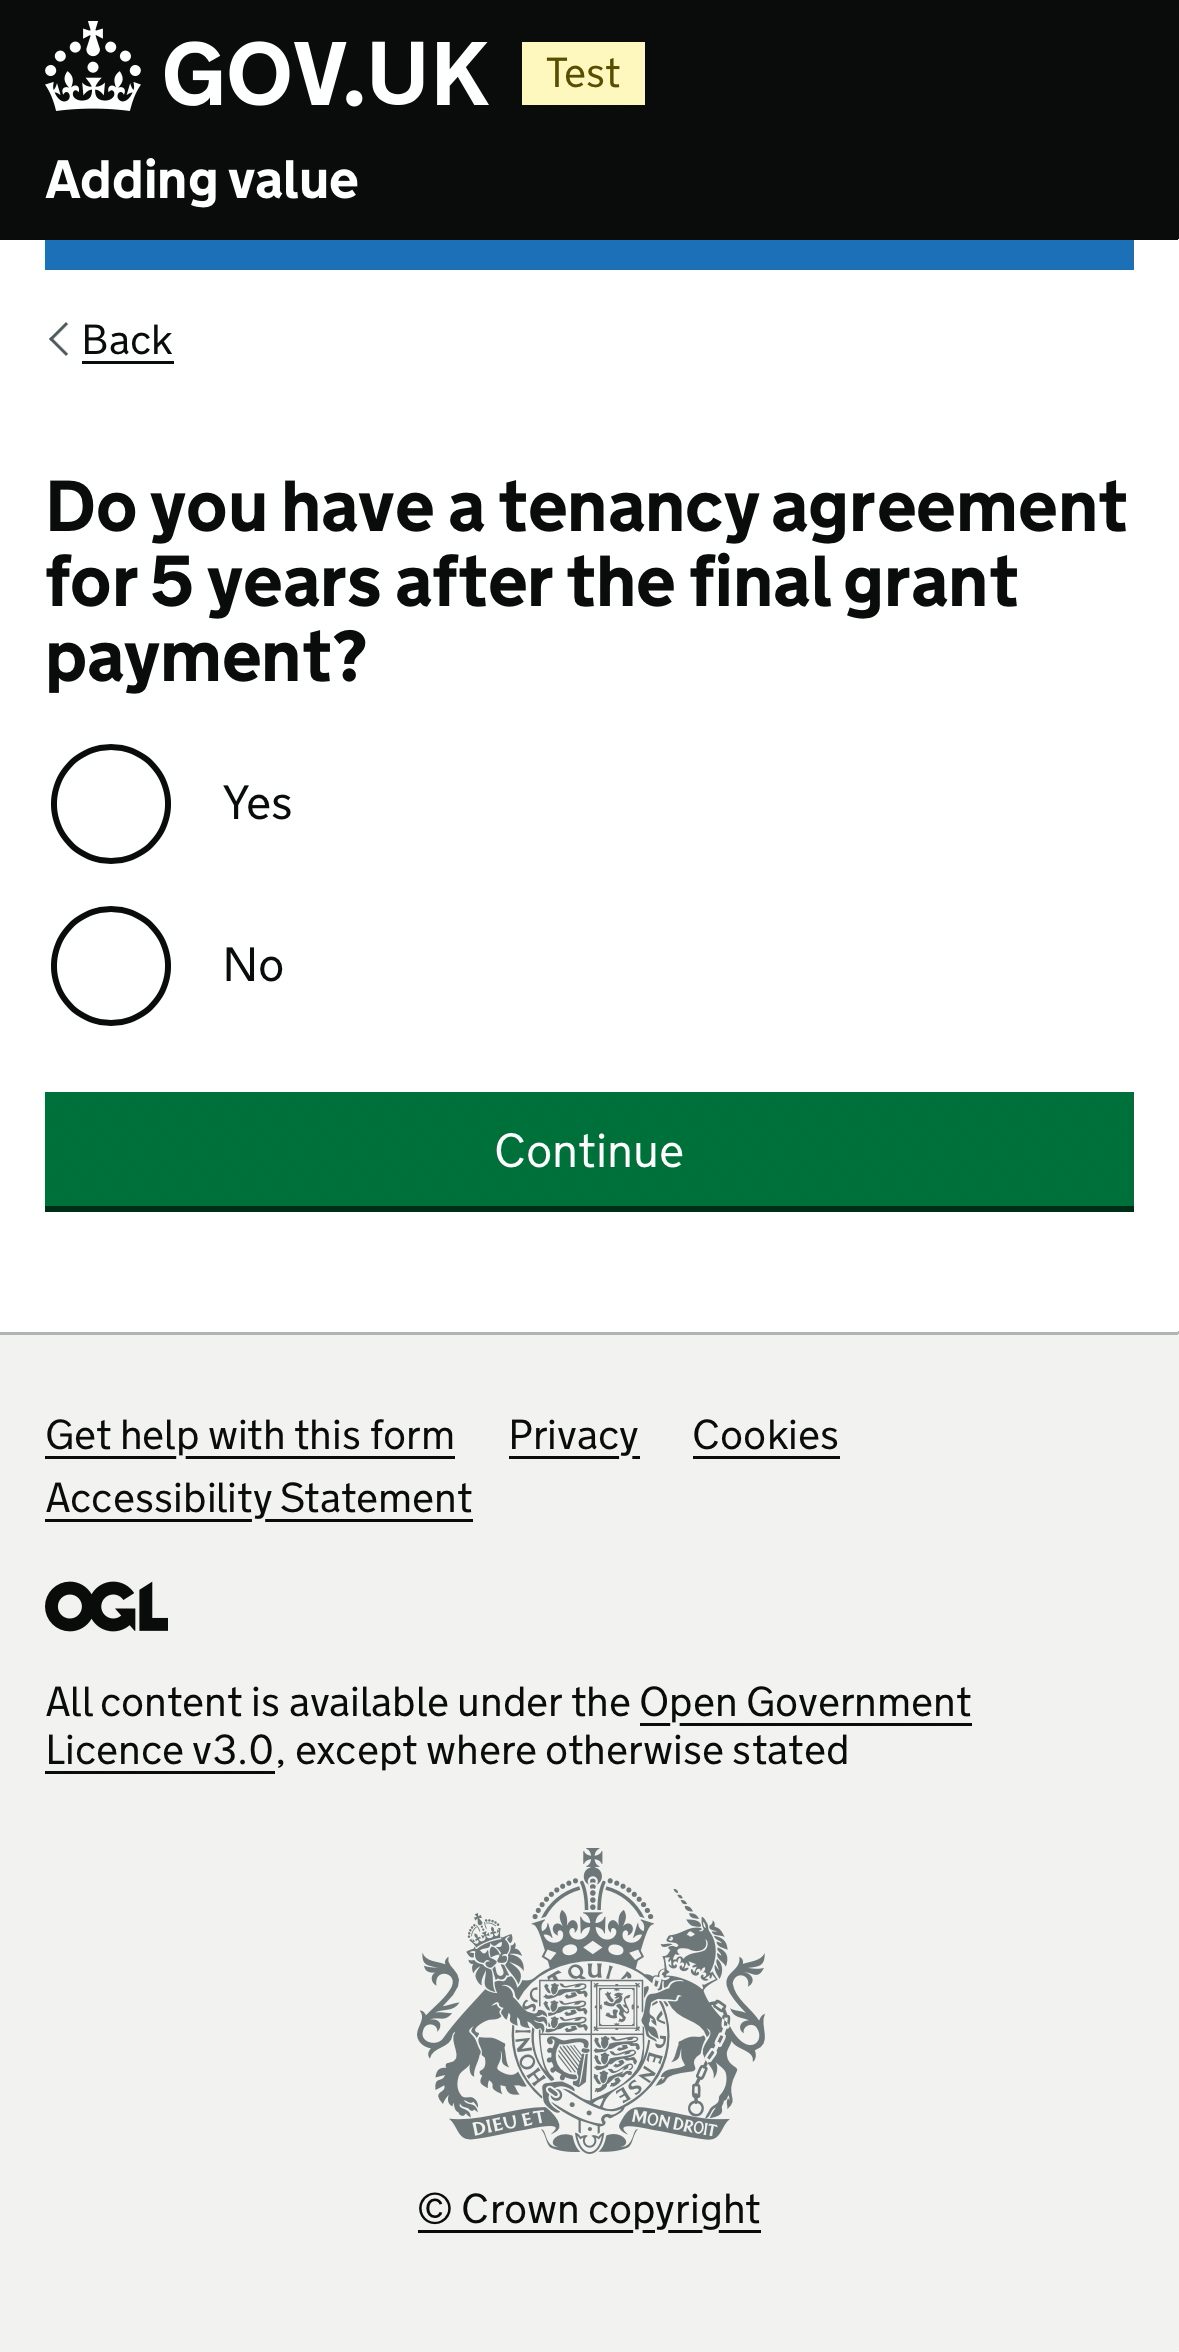 GOV.UK Test
Adding value
Back
Do you have a tenancy agreement
for 5 years after the final grant
payment?
Yes
No
Continue
Get help with this form Privacy Cookies
Accessibility Statement
OGL
All content is available under the Open Government
Licence v3.0, except where otherwise stated
QUI
HONI
PENSE
DIEU ET MON DROIT
© Crown copyright